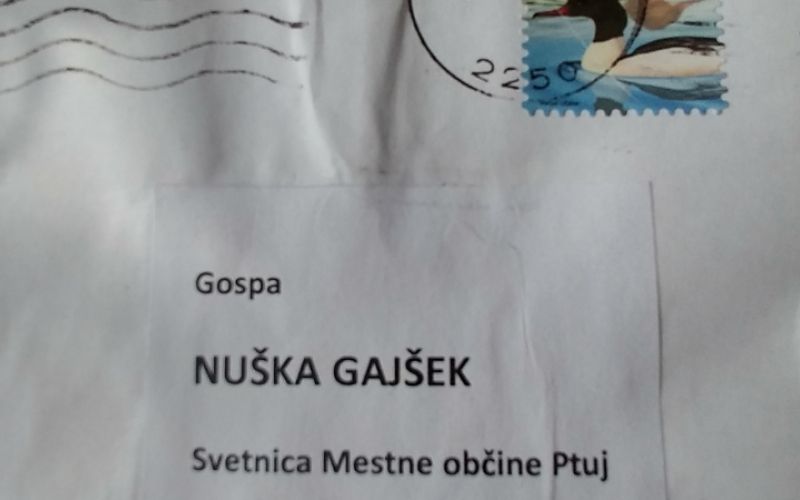 2250
Gospa
NUŠKA GAJŠEK
Svetnica Mestne občine Ptuj